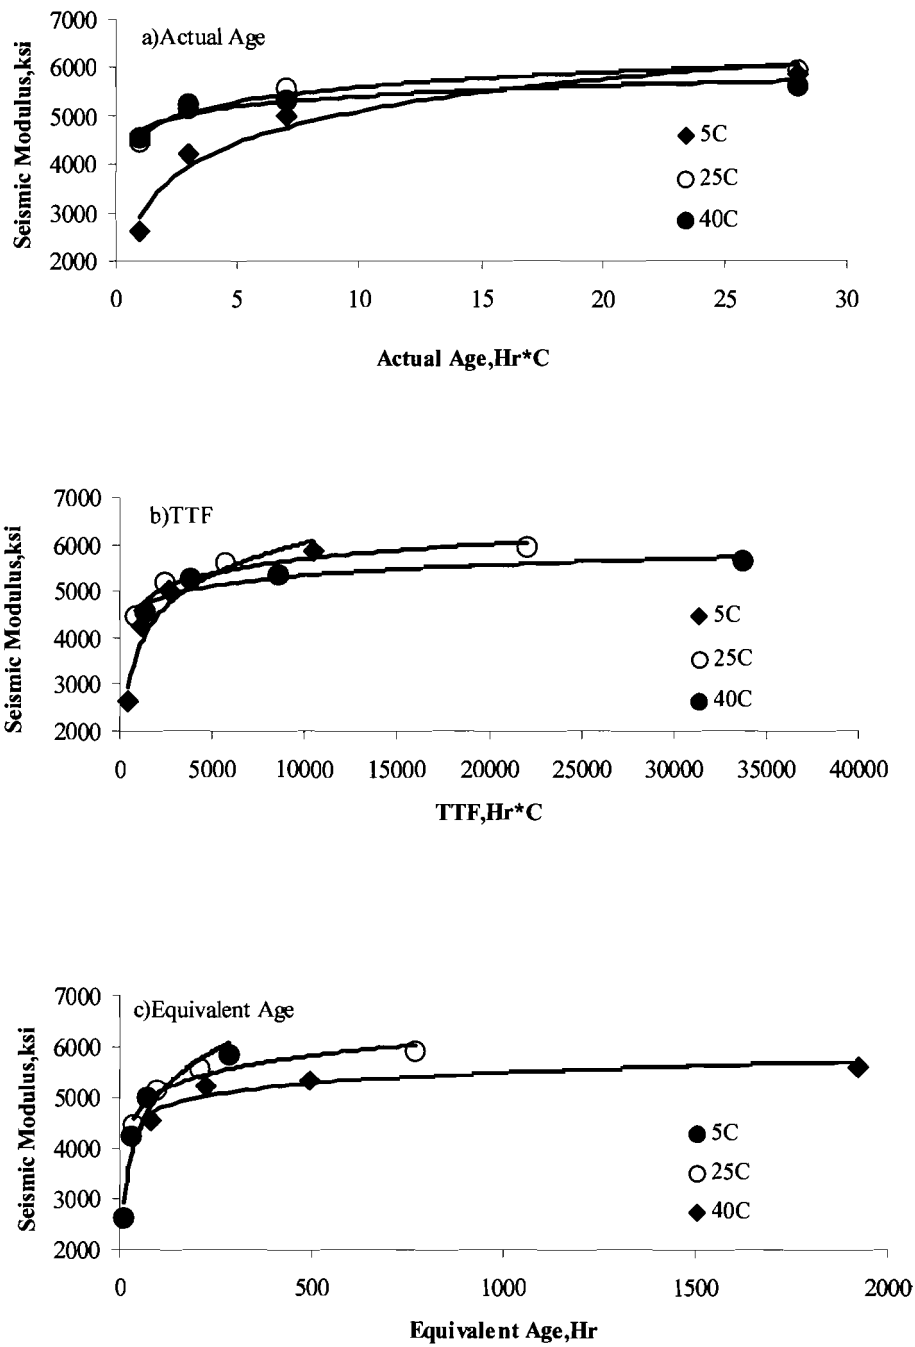 7000
a)Actual Age
6000
5000
4000
3000
2000
Seismic Modulus,ksi
5C
25C
40C
0 5 10 15 20 25 30
Actual Age,Hr*C
7000
b)TTF
6000
5000
4000
3000
2000
Seismic Modulus,ksi
5C
25C
40C
0 5000 10000 15000 20000 25000 30000 35000 40000
TTF,Hr*C
7000
c)Equivalent Age
6000
5000
4000
3000
2000
Seismic Modulus,ksi
5C
25C
40C
0 500 1000 1500 2000
Equivalent Age,Hr